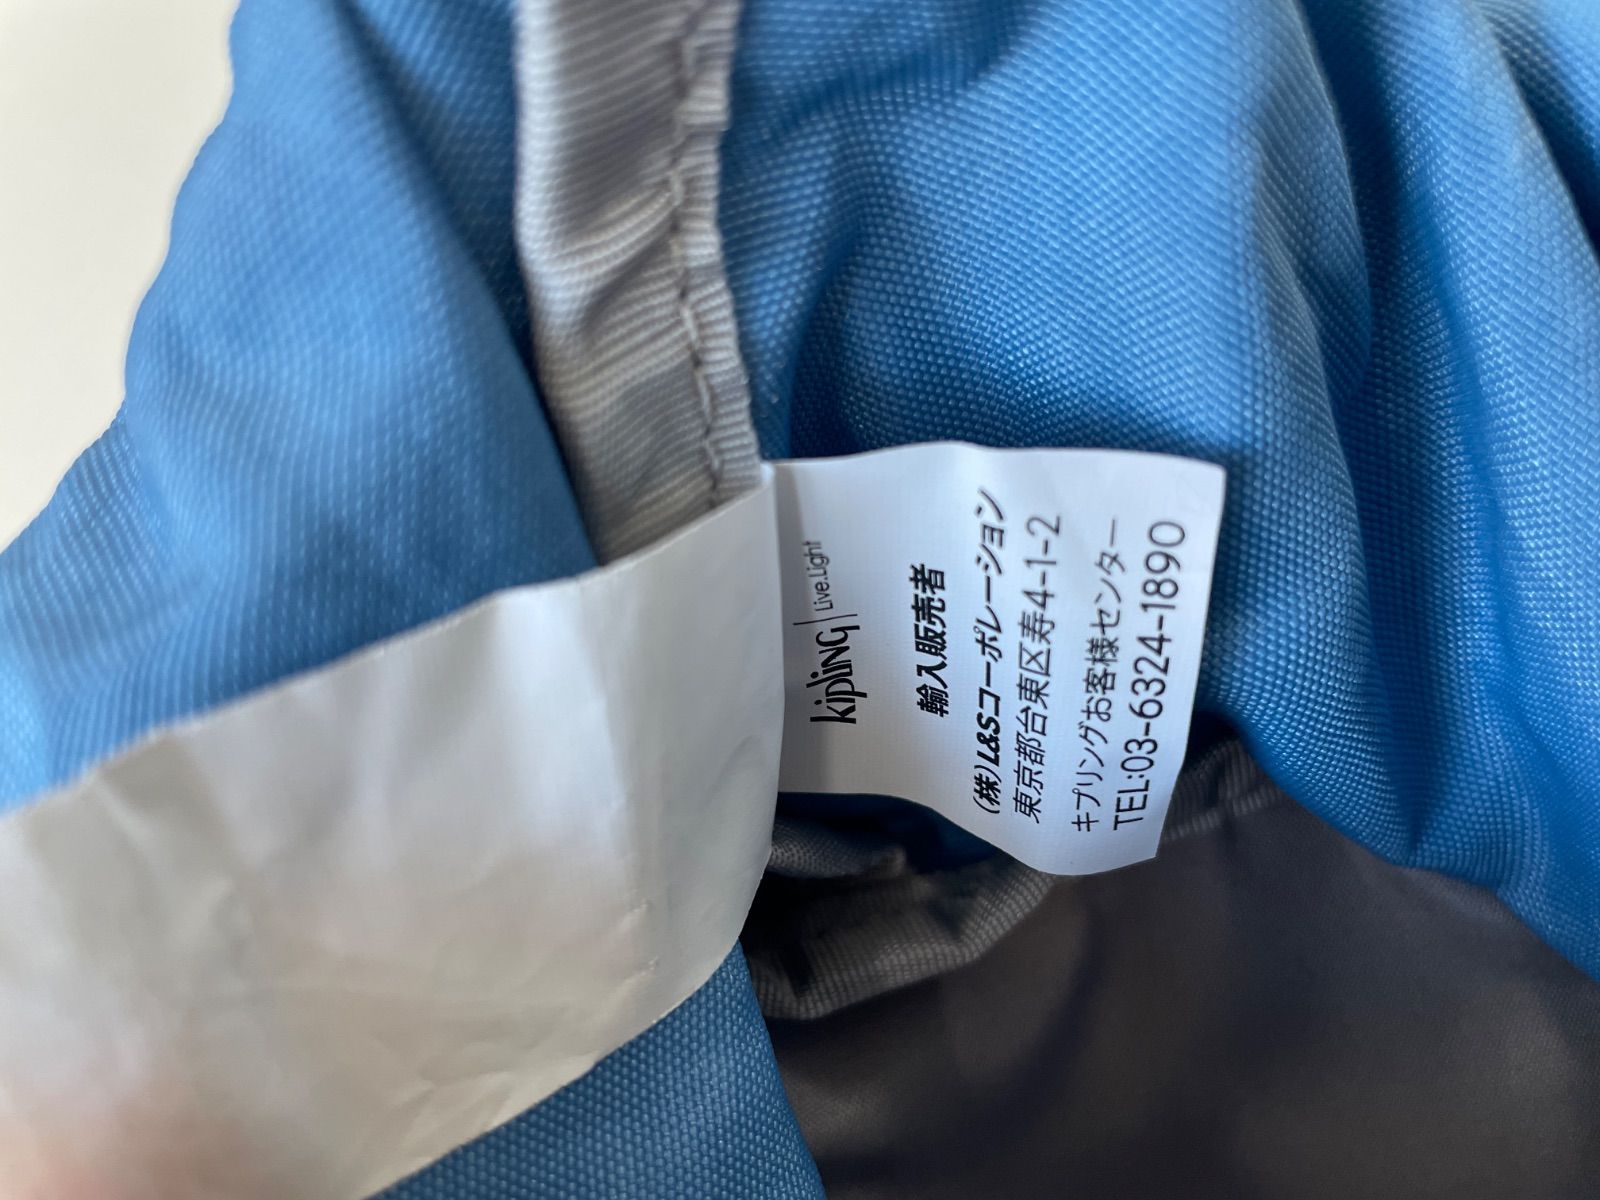 kipling | Live.Light
輸入販売者
(株)L&Sコーポレーション
東京都台東区寿4-1-2
キプリングお客様センター
TEL:03-6324-1890